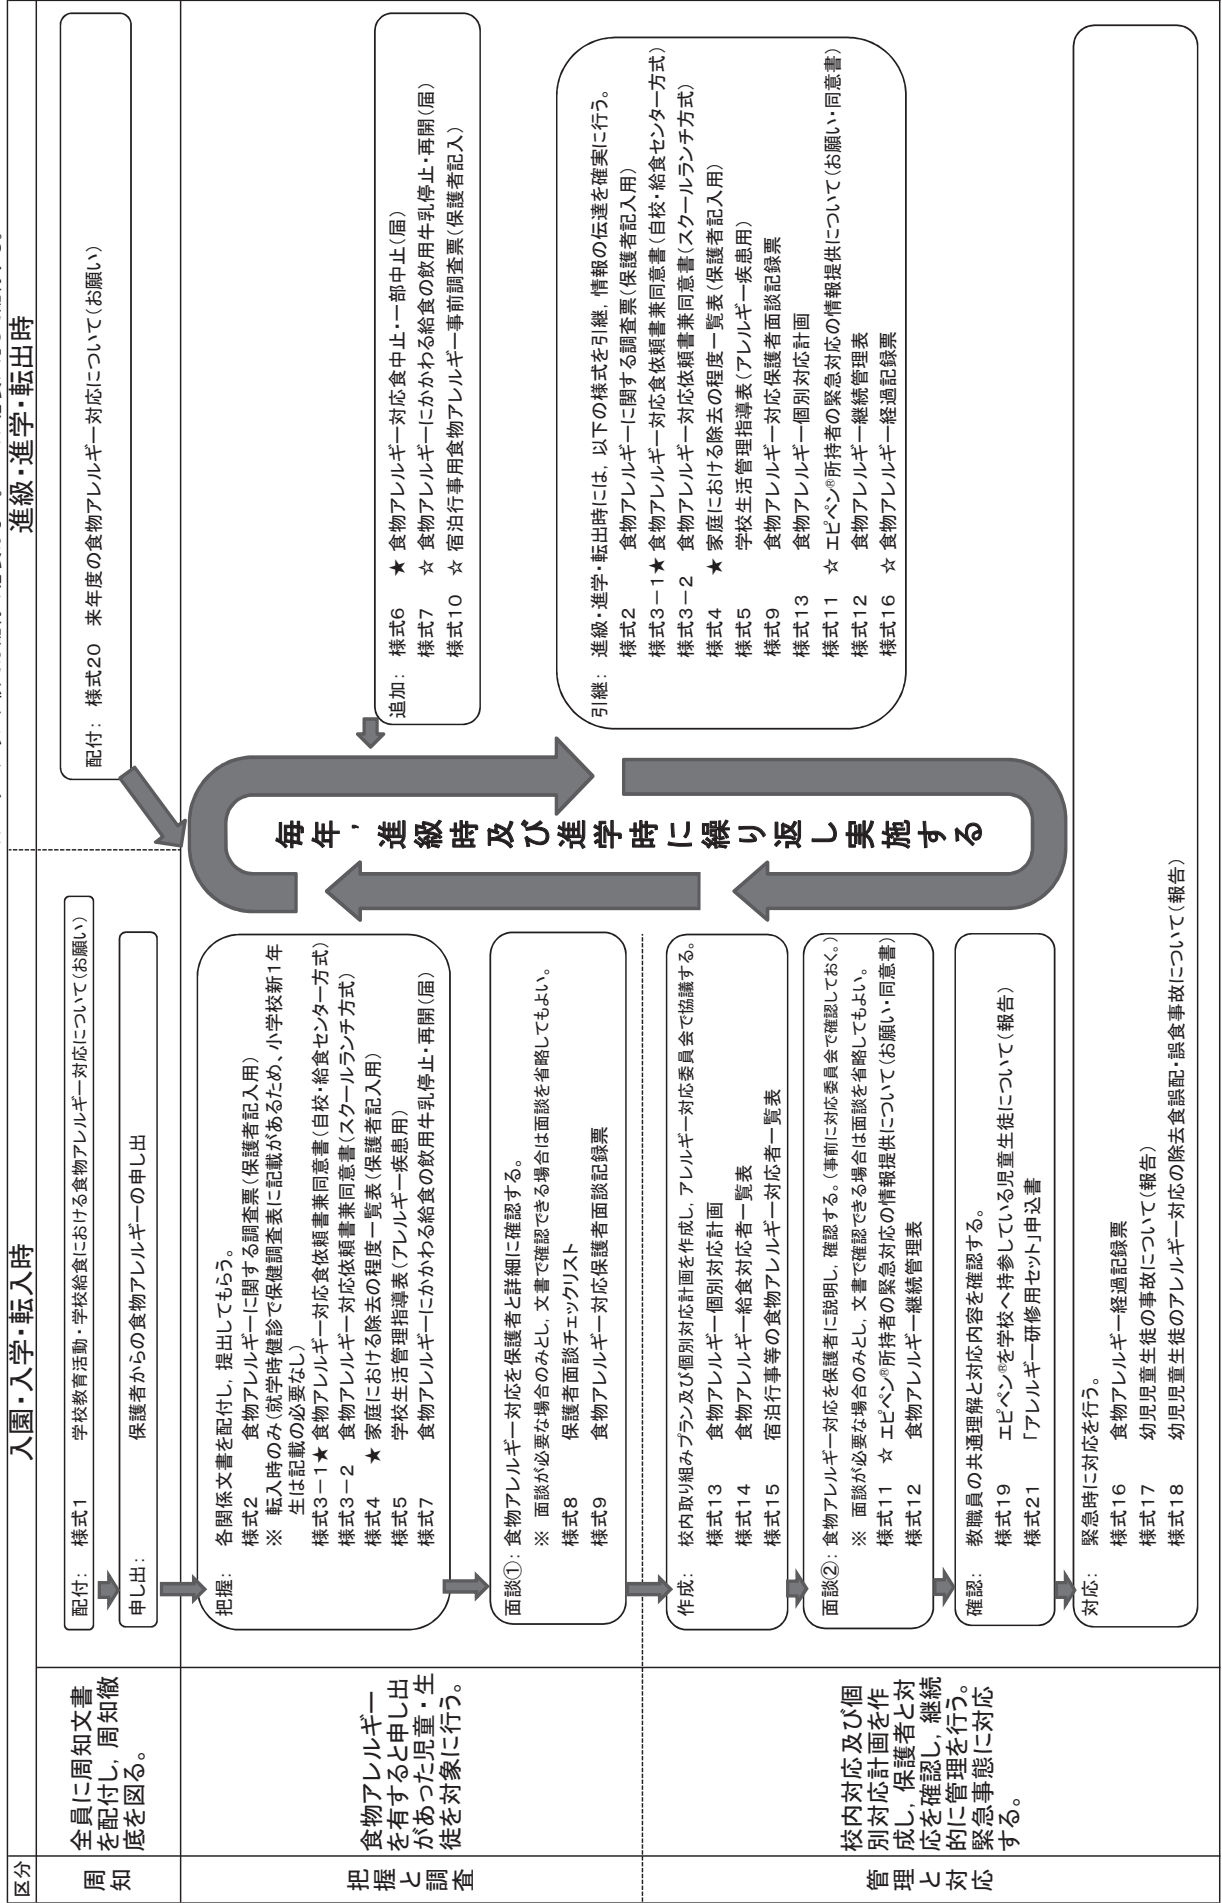 区分
入園・入学・転入時
進級・進学・転出時
周知
全員に周知文書
を配付し，周知徹
底を図る。
配付： 様式１ 学校教育活動・学校給食における食物アレルギー対応について（お願い）
申し出： 保護者からの食物アレルギーの申し出
配付： 様式２０ 来年度の食物アレルギー対応について（お願い）
把握と調査
食物アレルギー
を有すると申し出
があった児童・生
徒を対象に行う。
把握： 各関係文書を配付し，提出してもらう。
様式２ 食物アレルギーに関する調査票（保護者記入用）
※ 転入時のみ（就学時健診で保健調査表に記載があるため、小学校新１年
生は記載の必要なし）
様式３－１★ 食物アレルギー対応食依頼書兼同意書（自校・給食センター方式）
様式３－２ 食物アレルギー対応依頼書兼同意書（スクールランチ方式）
様式４ ★ 家庭における除去の程度一覧表（保護者記入用）
様式５ 学校生活管理指導表（アレルギー疾患用）
様式７ 食物アレルギーにかかわる給食の飲用牛乳停止・再開（届）
面談①： 食物アレルギー対応を保護者と詳細に確認する。
※ 面談が必要な場合のみとし，文書で確認できる場合は面談を省略してもよい。
様式８ 保護者面談チェックリスト
様式９ 食物アレルギー対応保護者面談記録票
毎年，進級時及び進学時に繰り返し実施する
追加： 様式６ ★ 食物アレルギー対応食中止・一部中止（届）
様式７ ☆ 食物アレルギーにかかわる給食の飲用牛乳停止・再開（届）
様式１０ ☆ 宿泊行事用食物アレルギー事前調査票（保護者記入）
引継： 進級・進学・転出時には，以下の様式を引継，情報の伝達を確実に行う。
様式２ 食物アレルギーに関する調査票（保護者記入用）
様式３－１★ 食物アレルギー対応食依頼書兼同意書（自校・給食センター方式）
様式３－２ 食物アレルギー対応依頼書兼同意書（スクールランチ方式）
様式４ ★ 家庭における除去の程度一覧表（保護者記入用）
様式５ 学校生活管理指導表（アレルギー疾患用）
様式９ 食物アレルギー対応保護者面談記録票
様式１３ 食物アレルギー個別対応計画
様式１１ ☆ エピペン®所持者の緊急対応の情報提供について（お願い・同意書）
様式１２ 食物アレルギー継続管理表
様式１６ ☆ 食物アレルギー経過記録票
管理と対応
校内対応及び個
別対応計画を作
成し，保護者と対
応を確認し，継続
的に管理を行う。
緊急事態に対応
する。
作成： 校内取り組みプラン及び個別対応計画を作成し，アレルギー対応委員会で協議する。
様式１３ 食物アレルギー個別対応計画
様式１４ アレルギー給食対応者一覧表
様式１５ 宿泊行事等の食物アレルギー対応者一覧表
面談②： 食物アレルギー対応を保護者に説明し，確認する。（事前に対応委員会で確認しておく。）
※ 面談が必要な場合のみとし，文書で確認できる場合は面談を省略してもよい。
様式１１ ☆ エピペン®所持者の緊急対応の情報提供について（お願い・同意書）
様式１２ 食物アレルギー継続管理表
確認： 教職員の共通理解と対応内容を確認する。
様式１９ エピペン®を学校へ持参している児童生徒について（報告）
様式２１ 「アレルギー研修用セット」申込書
対応： 緊急時に対応を行う。
様式１６ 食物アレルギー経過記録票
様式１７ 幼児児童生徒の事故について（報告）
様式１８ 幼児児童生徒のアレルギー対応の除去食誤配・誤食事故について（報告）